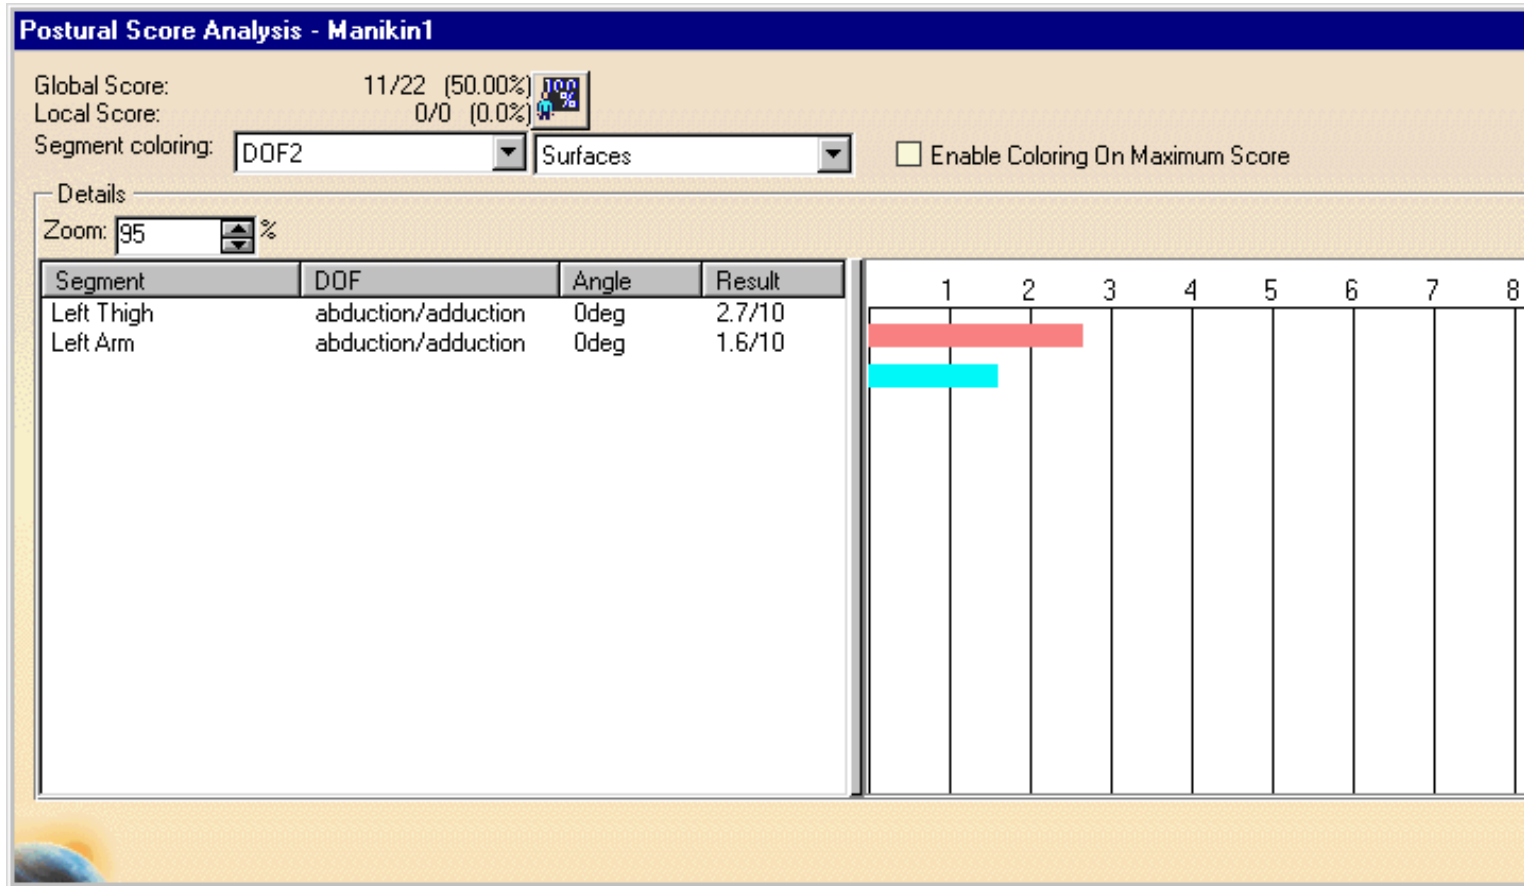 Postural Score Analysis - Manikin1
Global Score: 11/22 (50.00%)
100
%
Local Score: 0/0 (0.0%)
Segment coloring: DOF2 Surfaces Enable Coloring On Maximum Score
Details
Zoom: 95 %
Segment DOF Angle Result
1 2 3 4 5 6 7 8
Left Thigh abduction/adduction 0deg 2.7/10
Left Arm abduction/adduction 0deg 1.6/10